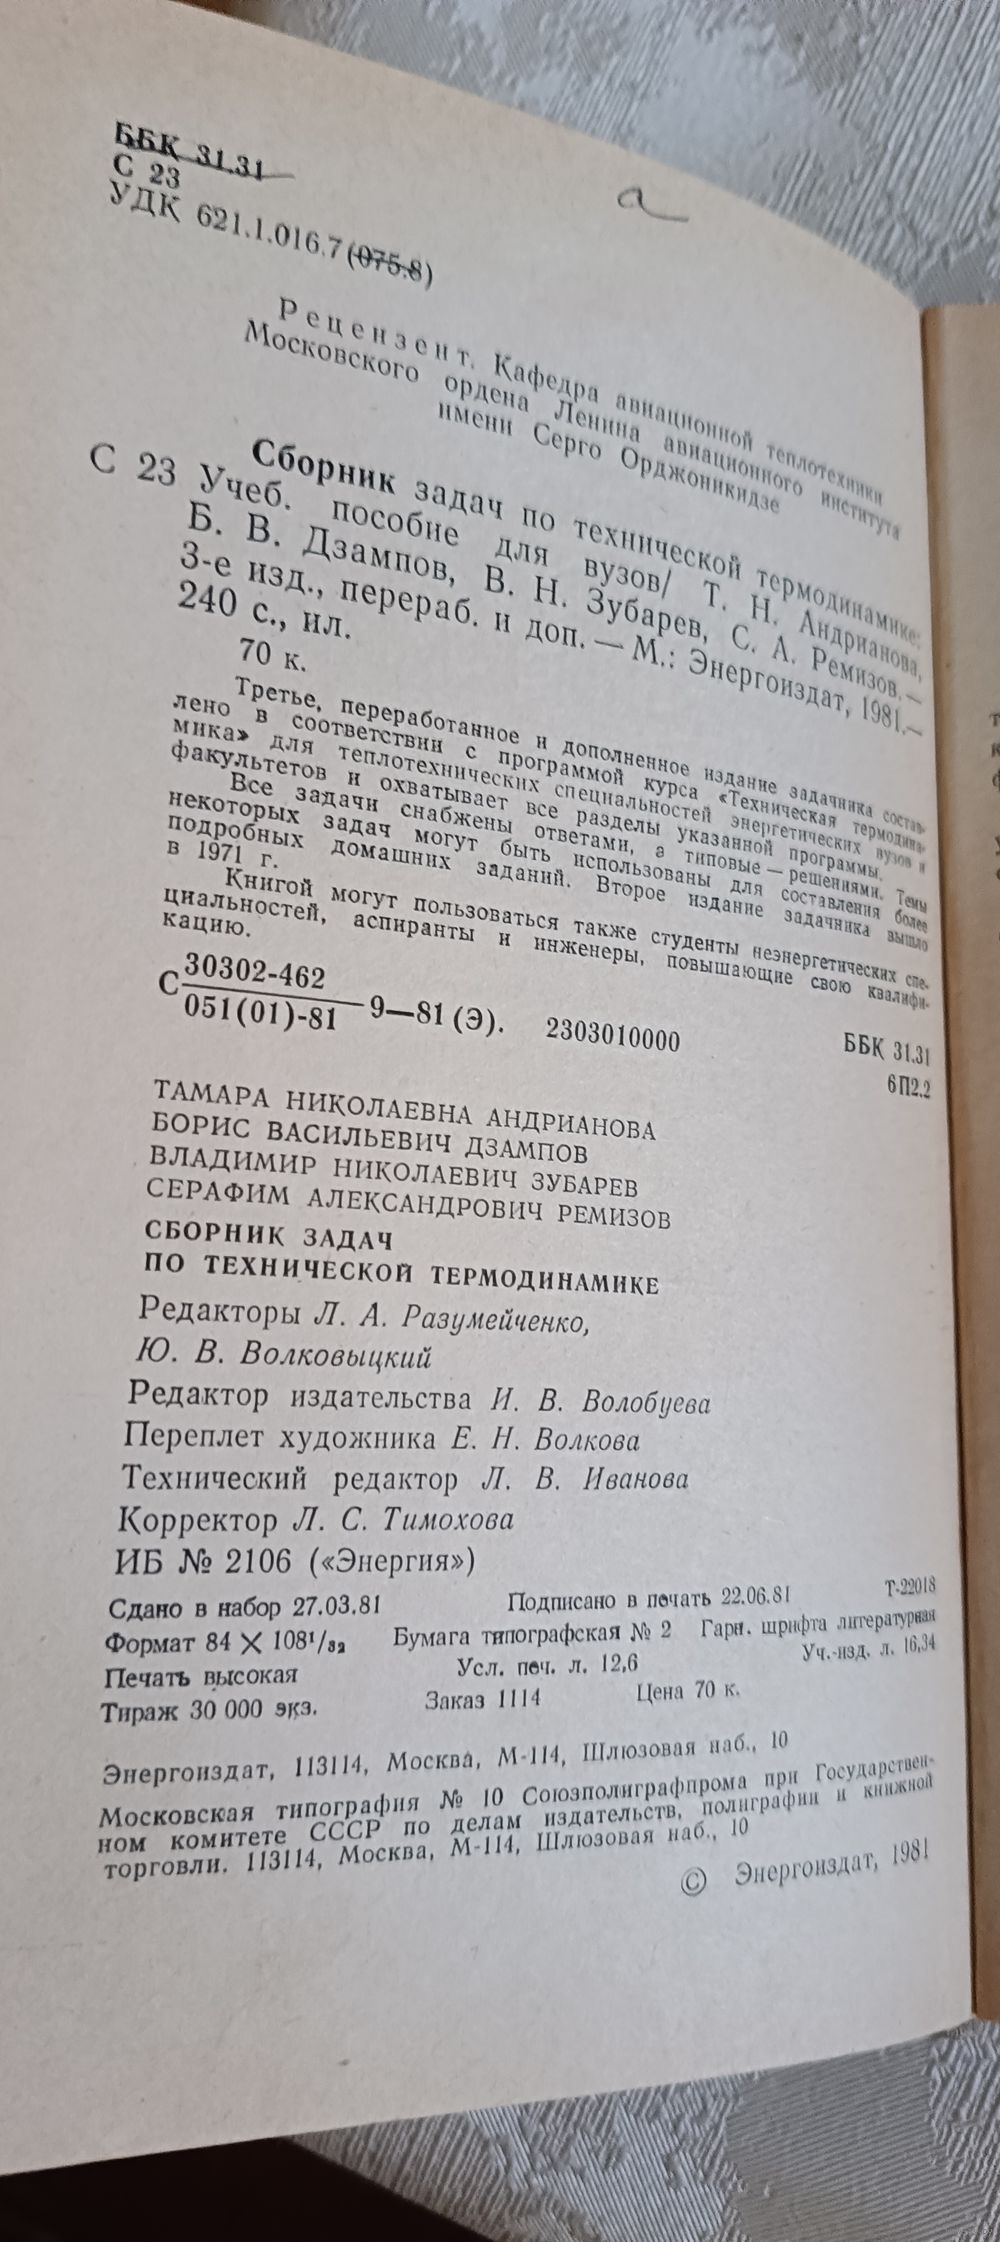 ББК 31.31
С 23
УДК 621.1.016.7(075.8)
а
Рецензент. Кафедра авиационной теплотехники
Московского ордена Ленина авиационного института
имени Серго Орджоникидзе
Сборник задач по технической термодинамике:
С 23 Учеб. пособие для вузов/ Т. Н. Андрианова,
Б. В. Дзампов, В. Н. Зубарев, С. А. Ремизов.—
3-е изд., перераб. и доп. — М.: Энергоиздат, 1981.—
240 с., ил.
70 к.
Третье, переработанное и дополненное издание задачника состав-
лено в соответствии с программой курса «Техническая термодина-
мика» для теплотехнических специальностей энергетических вузов и
факультетов и охватывает все разделы указанной программы.
Все задачи снабжены ответами, а типовые — решениями. Темы
некоторых задач могут быть использованы для составления более
подробных домашних заданий. Второе издание задачника вышло
в 1971 г.
Книгой могут пользоваться также студенты неэнергетических спе-
циальностей, аспиранты и инженеры, повышающие свою квалифи-
кацию.
30302-462
С 9—81 (Э). 2303010000
051(01)-81
ББК 31.31
6П2.2
ТАМАРА НИКОЛАЕВНА АНДРИАНОВА
БОРИС ВАСИЛЬЕВИЧ ДЗАМПОВ
ВЛАДИМИР НИКОЛАЕВИЧ ЗУБАРЕВ
СЕРАФИМ АЛЕКСАНДРОВИЧ РЕМИЗОВ
СБОРНИК ЗАДАЧ
ПО ТЕХНИЧЕСКОЙ ТЕРМОДИНАМИКЕ
Редакторы Л. А. Разумейченко,
Ю. В. Волковыцкий
Редактор издательства И. В. Волобуева
Переплет художника Е. Н. Волкова
Технический редактор Л. В. Иванова
Корректор Л. С. Тимохова
ИБ № 2106 («Энергия»)
Сдано в набор 27.03.81 Подписано в печать 22.06.81 Т-22018
Формат 84 × 108¹/₃₂ Бумага типографская № 2 Гарн. шрифта литературная
Печать высокая Усл. печ. л. 12,6 Уч.-изд. л. 16,34
Тираж 30 000 экз. Заказ 1114 Цена 70 к.
Энергоиздат, 113114, Москва, М-114, Шлюзовая наб., 10
Московская типография № 10 Союзполиграфпрома при Государствен-
ном комитете СССР по делам издательств, полиграфии и книжной
торговли. 113114, Москва, М-114, Шлюзовая наб., 10
© Энергоиздат, 1981